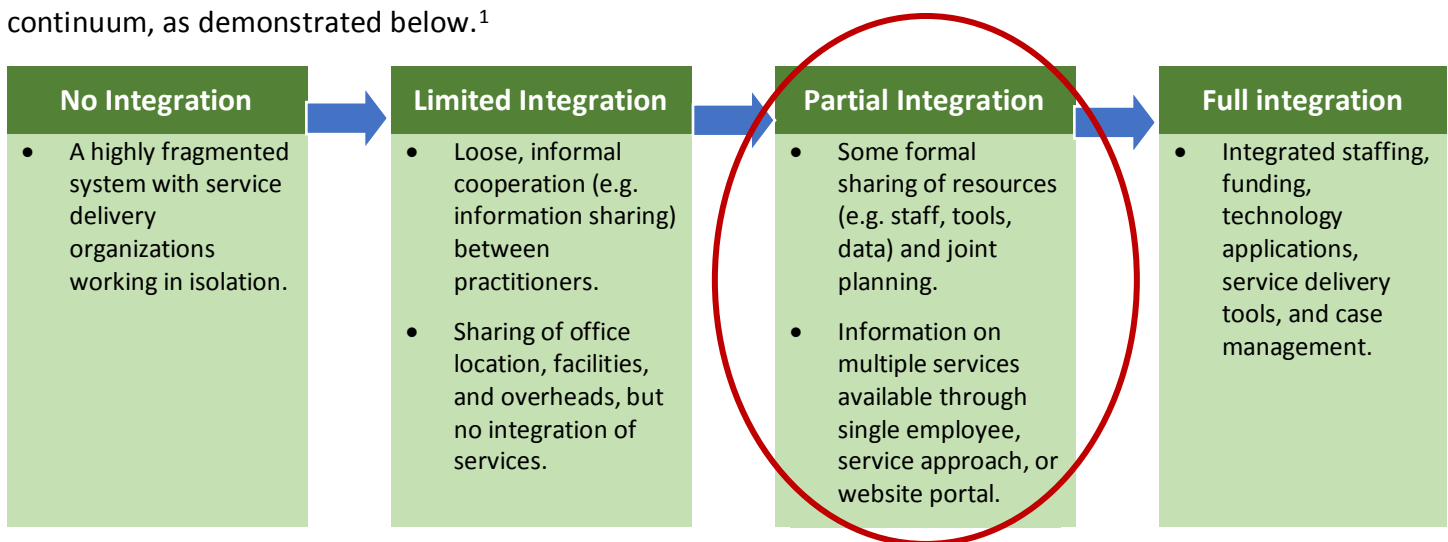 continuum, as demonstrated below.¹
No Integration
• A highly fragmented
system with service
delivery
organizations
working in isolation.
Limited Integration
• Loose, informal
cooperation (e.g.
information sharing)
between
practitioners.
• Sharing of office
location, facilities,
and overheads, but
no integration of
services.
Partial Integration
• Some formal
sharing of resources
(e.g. staff, tools,
data) and joint
planning.
• Information on
multiple services
available through
single employee,
service approach, or
website portal.
Full integration
• Integrated staffing,
funding,
technology
applications,
service delivery
tools, and case
management.